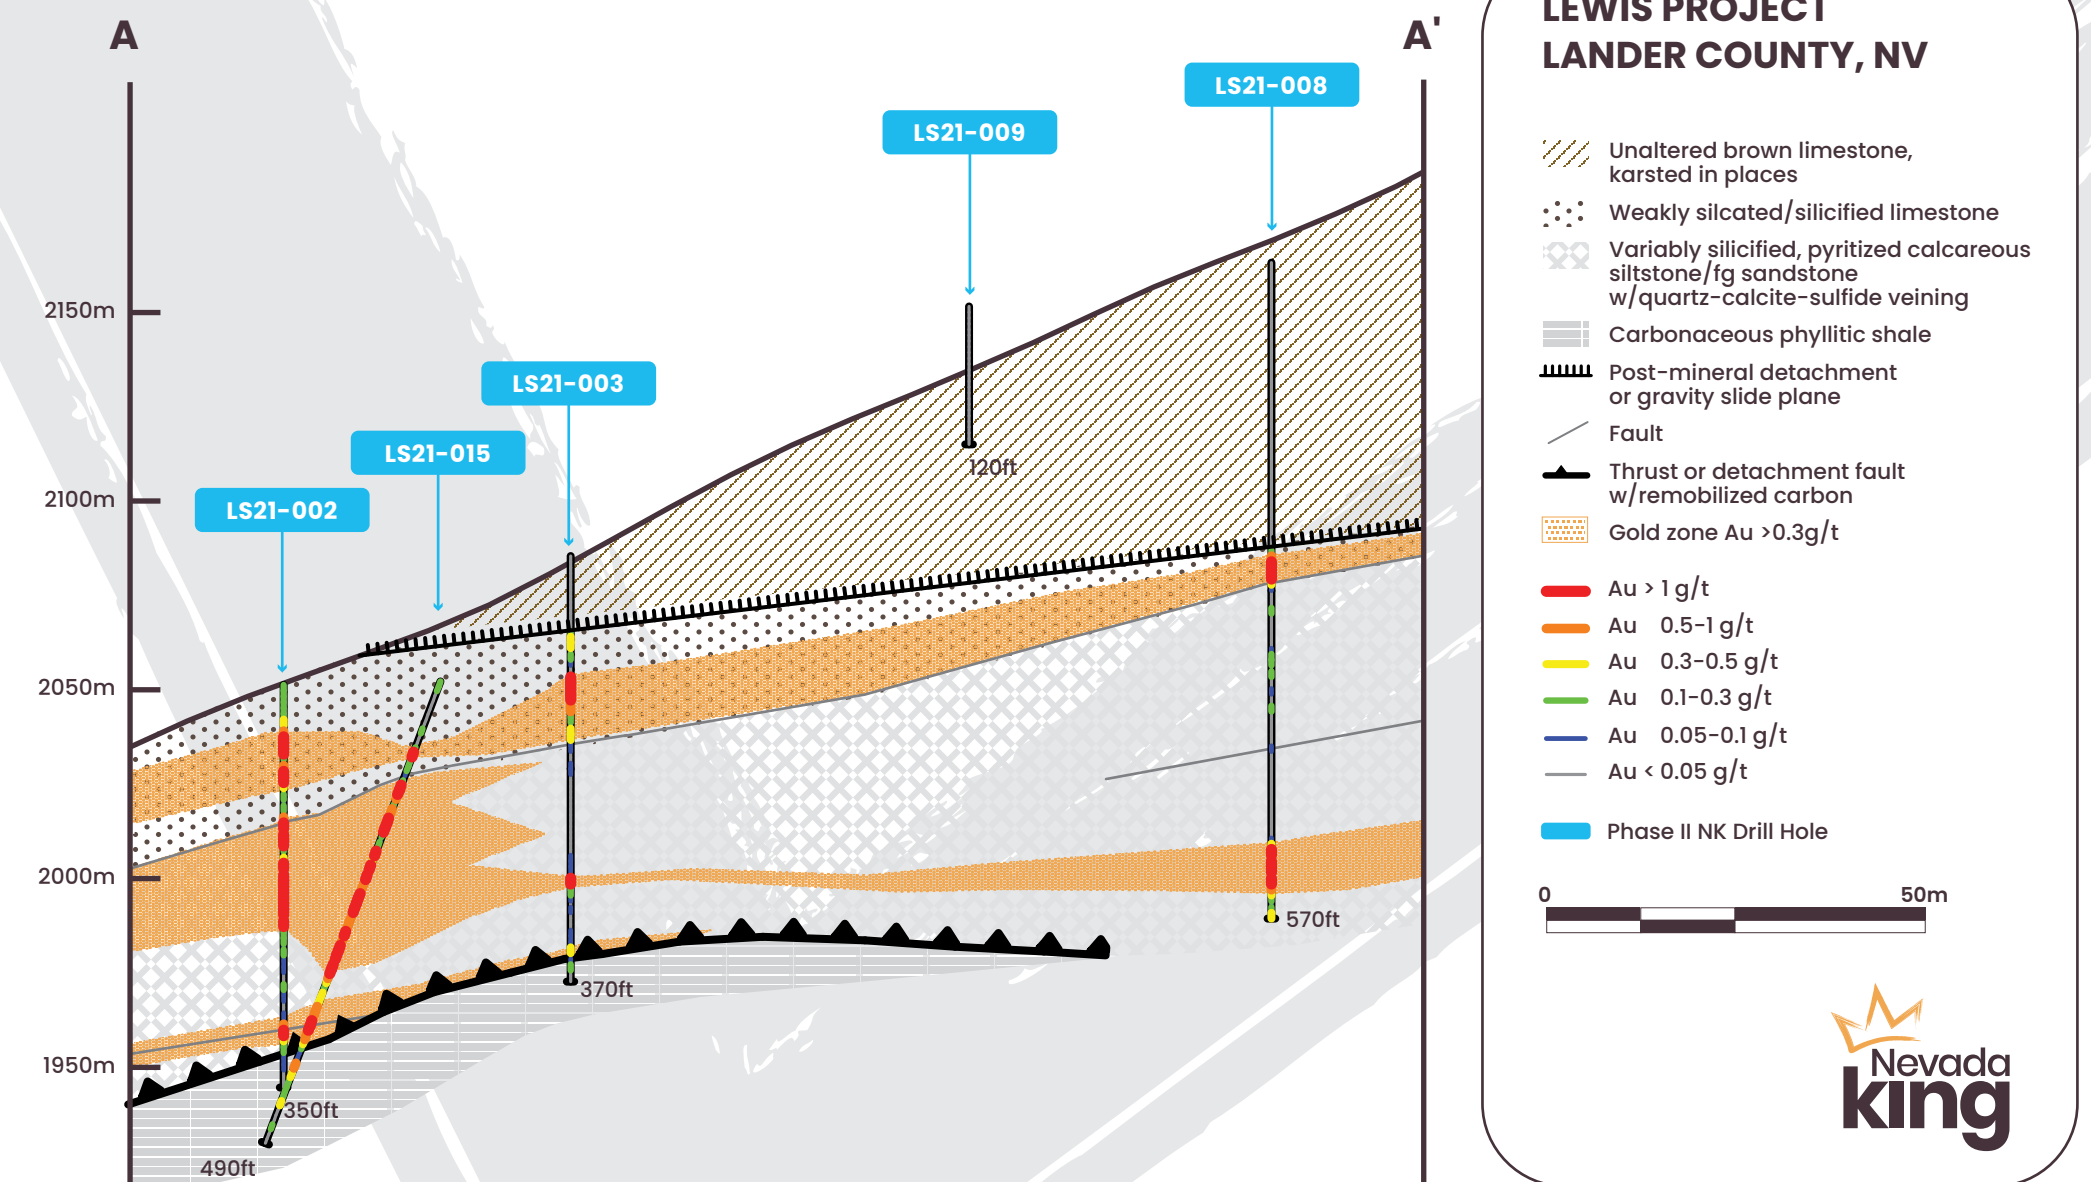 A
A'
LS21-008
LS21-009
LS21-003
LS21-015
LS21-002
2150m
2100m
2050m
2000m
1950m
120ft
570ft
370ft
350ft
490ft
LEWIS PROJECT
LANDER COUNTY, NV
Unaltered brown limestone,
karsted in places
Weakly silcated/silicified limestone
Variably silicified, pyritized calcareous
siltstone/fg sandstone
w/quartz-calcite-sulfide veining
Carbonaceous phyllitic shale
Post-mineral detachment
or gravity slide plane
Fault
Thrust or detachment fault
w/remobilized carbon
Gold zone Au >0.3g/t
Au > 1 g/t
Au 0.5-1 g/t
Au 0.3-0.5 g/t
Au 0.1-0.3 g/t
Au 0.05-0.1 g/t
Au < 0.05 g/t
Phase II NK Drill Hole
0 50m
Nevada
king